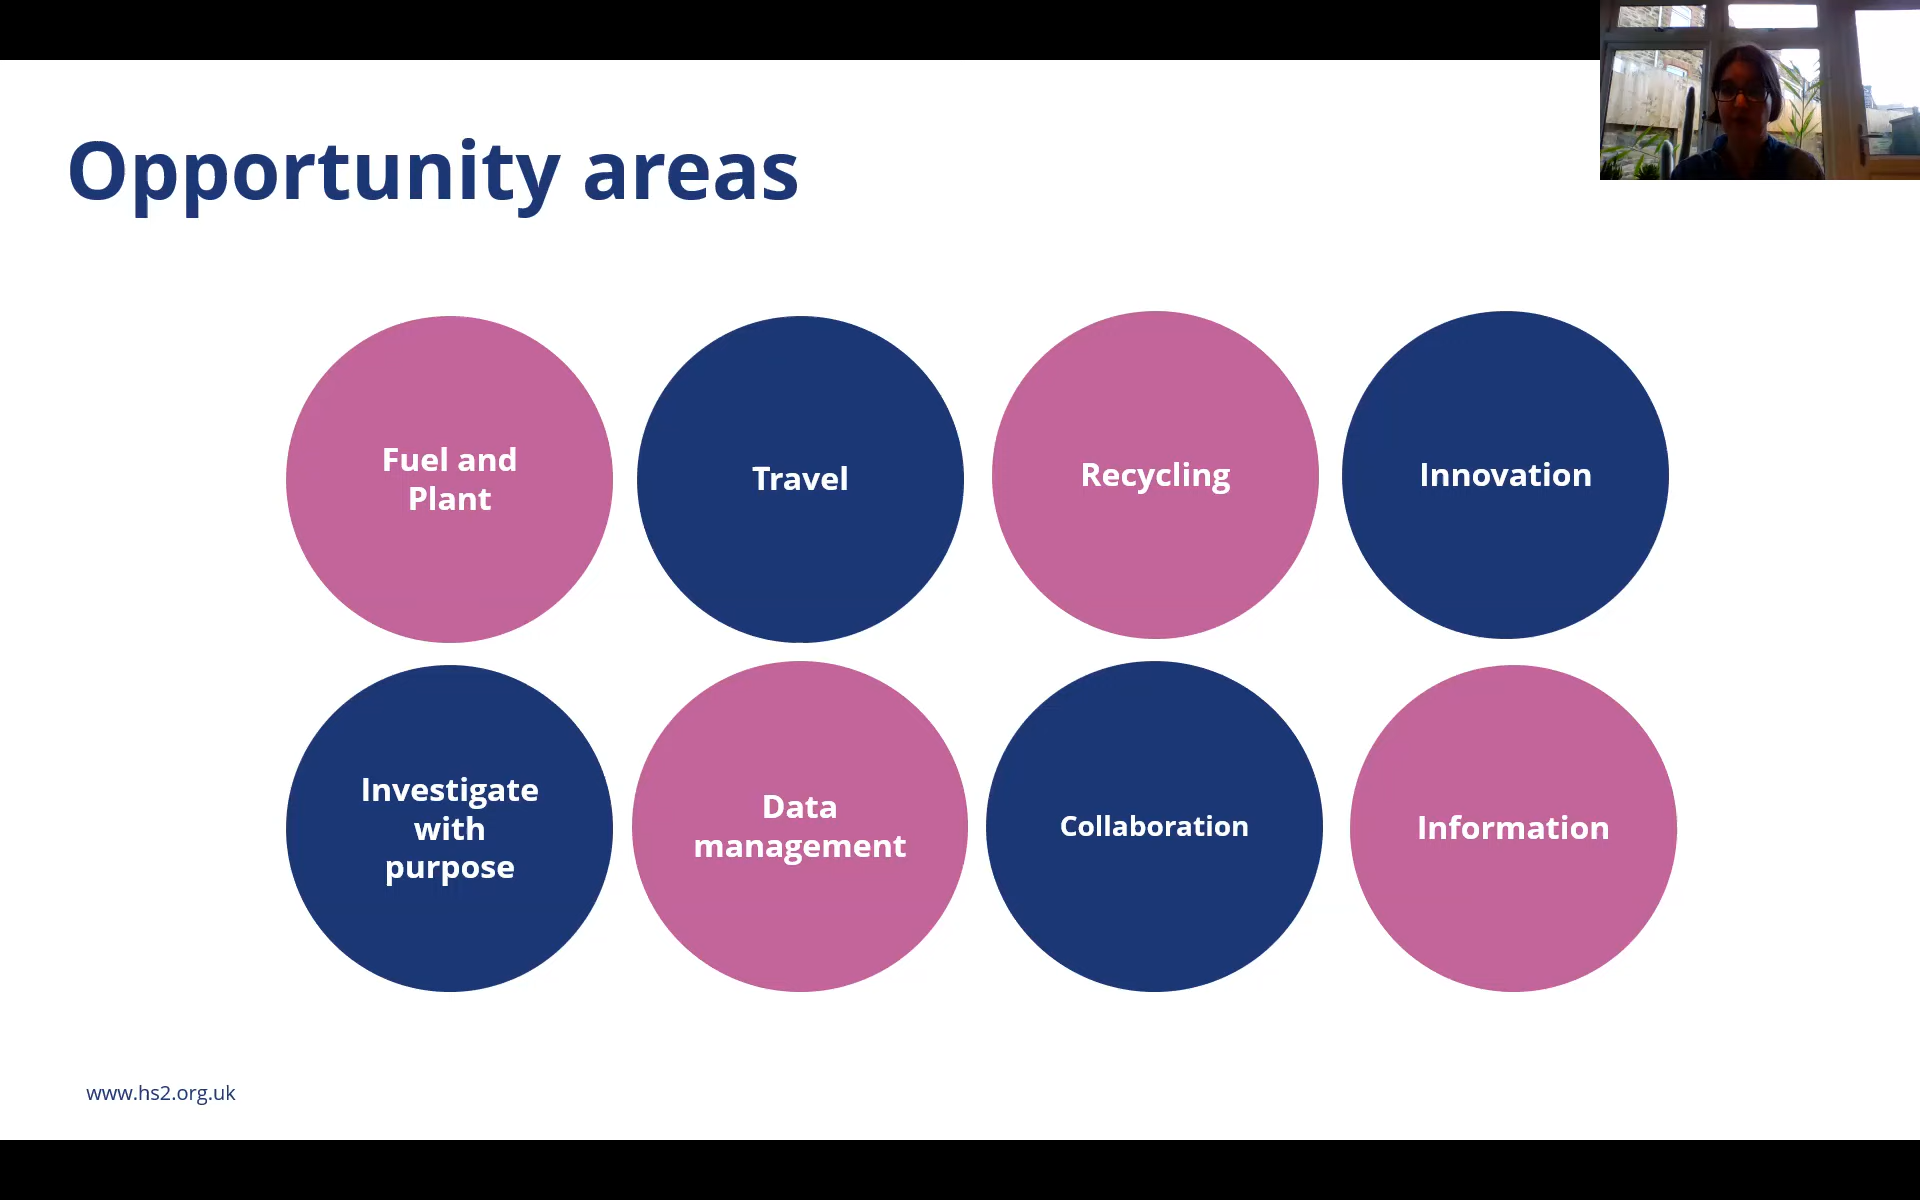 Opportunity areas
Fuel and
Plant
Travel
Recycling
Innovation
Investigate
with
purpose
Data
management
Collaboration
Information
www.hs2.org.uk